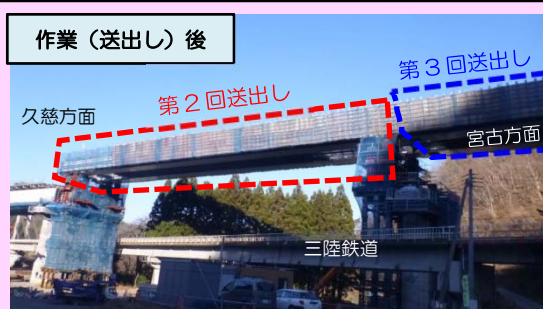 作業（送出し）後
第３回送出し
第２回送出し
久慈方面
宮古方面
三陸鉄道